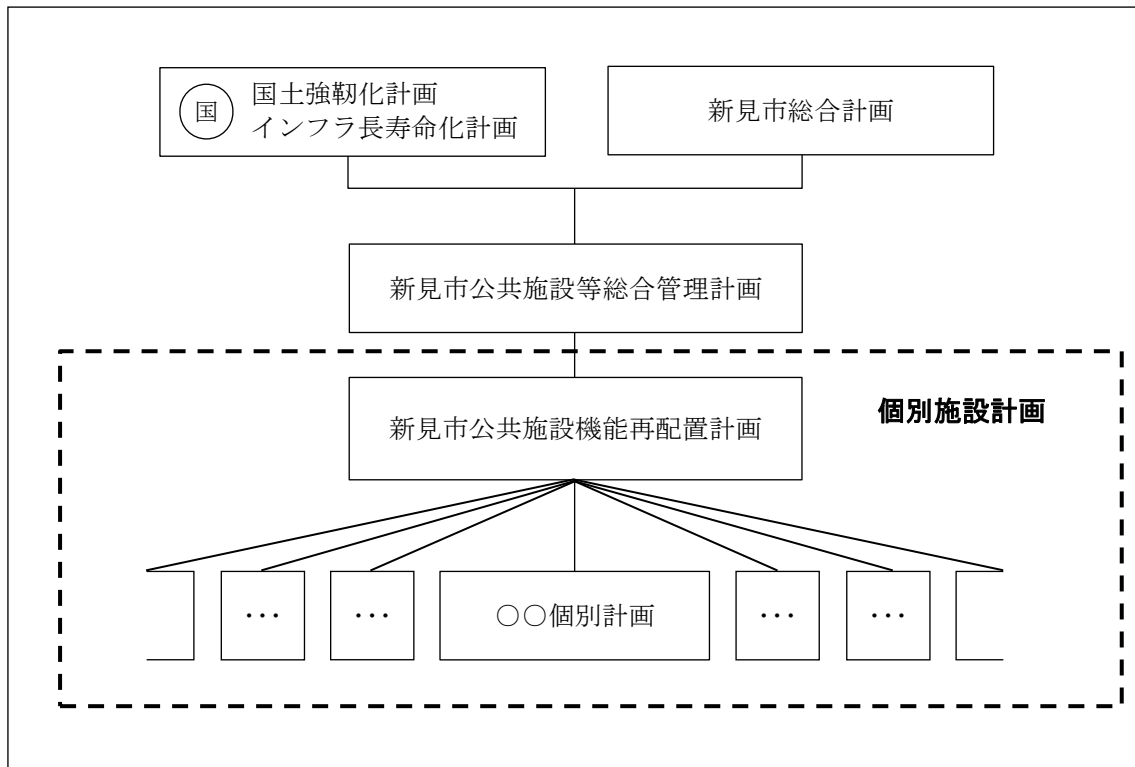 国
国土強靭化計画
インフラ長寿命化計画
新見市総合計画
新見市公共施設等総合管理計画
新見市公共施設機能再配置計画
個別施設計画
…
…
○○個別計画
…
…